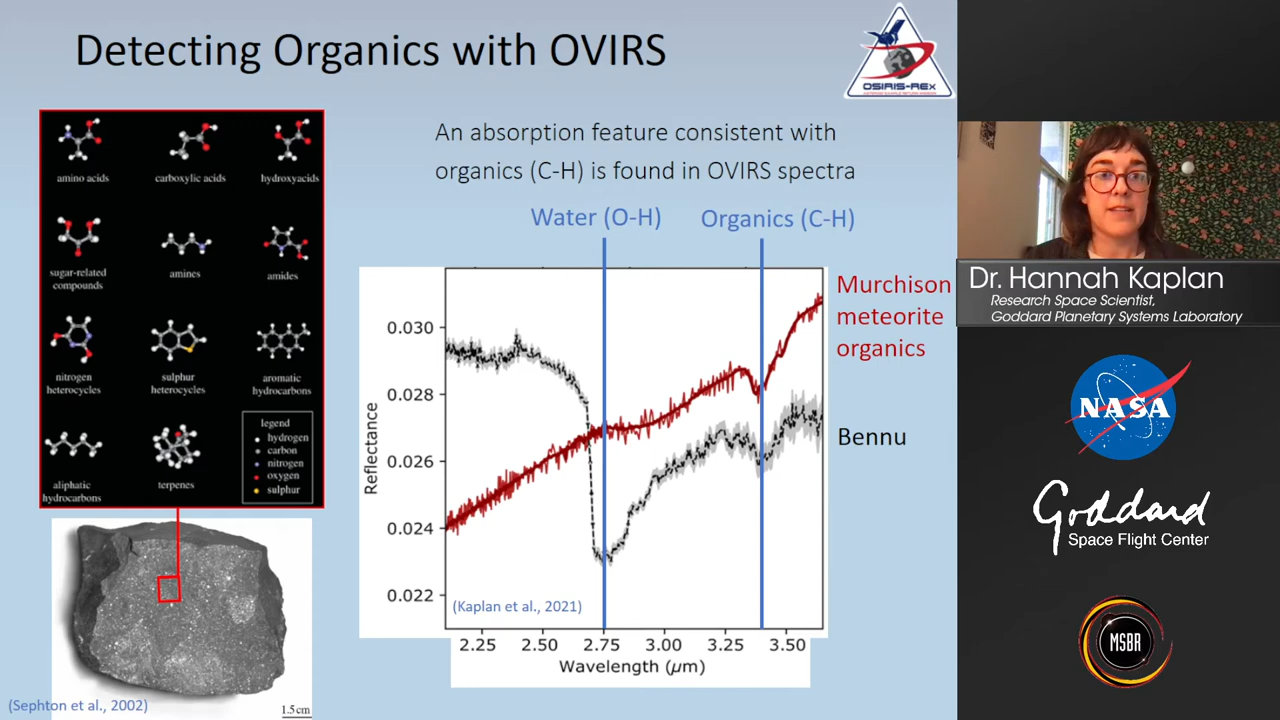 Detecting Organics with OVIRS
OSIRIS-REx
amino acids
carboxylic acids
hydroxyacids
sugar-related
compounds
amines
amides
nitrogen
heterocycles
sulphur
heterocycles
aromatic
hydrocarbons
aliphatic
hydrocarbons
terpenes
legend
hydrogen
carbon
nitrogen
oxygen
sulphur
(Sephton et al., 2002)
1.5cm
An absorption feature consistent with
organics (C-H) is found in OVIRS spectra
Water (O-H)
Organics (C-H)
Murchison
meteorite
organics
Bennu
Reflectance
0.030
0.028
0.026
0.024
0.022
(Kaplan et al., 2021)
2.25 2.50 2.75 3.00 3.25 3.50
Wavelength (μm)
Dr. Hannah Kaplan
Research Space Scientist,
Goddard Planetary Systems Laboratory
NASA
Goddard
Space Flight Center
MSBR